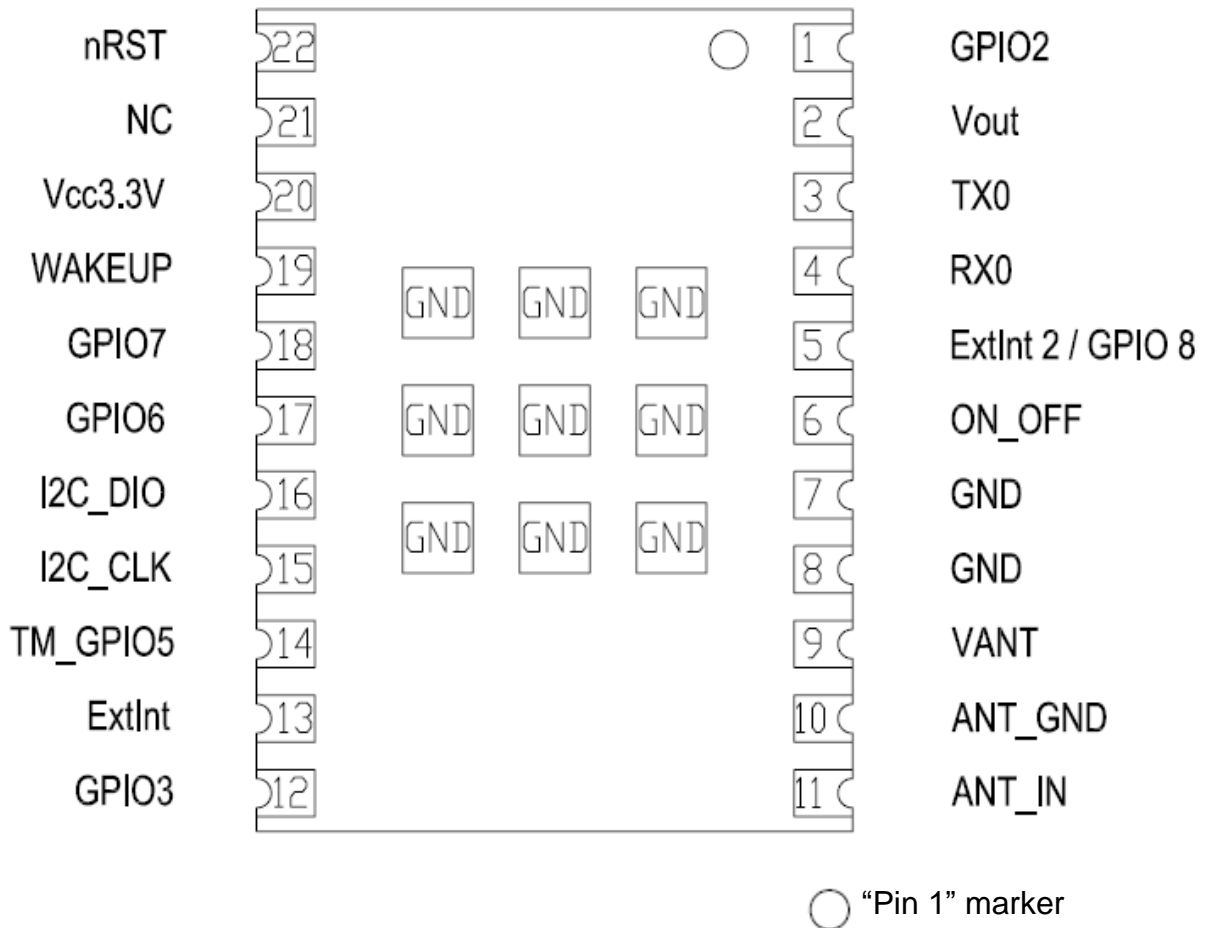 nRST 22 1 GPIO2
NC 21 2 Vout
Vcc3.3V 20 3 TX0
WAKEUP 19 4 RX0
GND GND GND
GPIO7 18 5 ExtInt 2 / GPIO 8
GPIO6 17 GND GND GND 6 ON_OFF
I2C_DIO 16 7 GND
GND GND GND
I2C_CLK 15 8 GND
TM_GPIO5 14 9 VANT
ExtInt 13 10 ANT_GND
GPIO3 12 11 ANT_IN
“Pin 1” marker